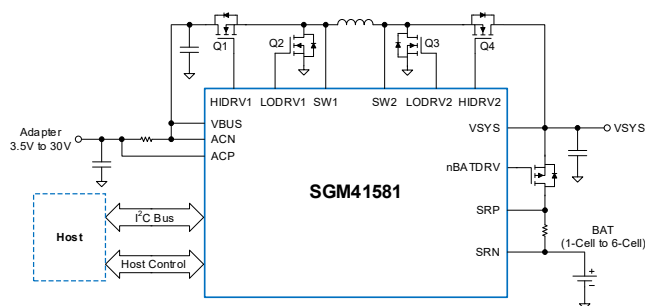 Q1
Q2
Q3
Q4
HIDRV1 LODRV1 SW1 SW2 LODRV2 HIDRV2
Adapter
3.5V to 30V
VBUS
ACN
ACP
VSYS
VSYS
nBATDRV
SGM41581
SRP
SRN
BAT
(1-Cell to 6-Cell)
+
−
Host
I²C Bus
Host Control